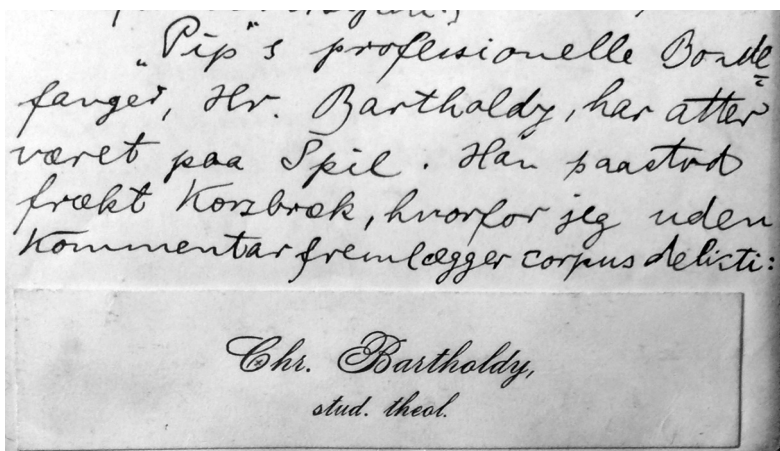 "Pip"s professionelle Bonde=
fanger, Hr. Bartholdy, har atter
været paa Spil. Han paastod
frækt Korsbræk, hvorfor jeg uden
Kommentar fremlægger corpus delicti:
Chr. Bartholdy,
stud. theol.